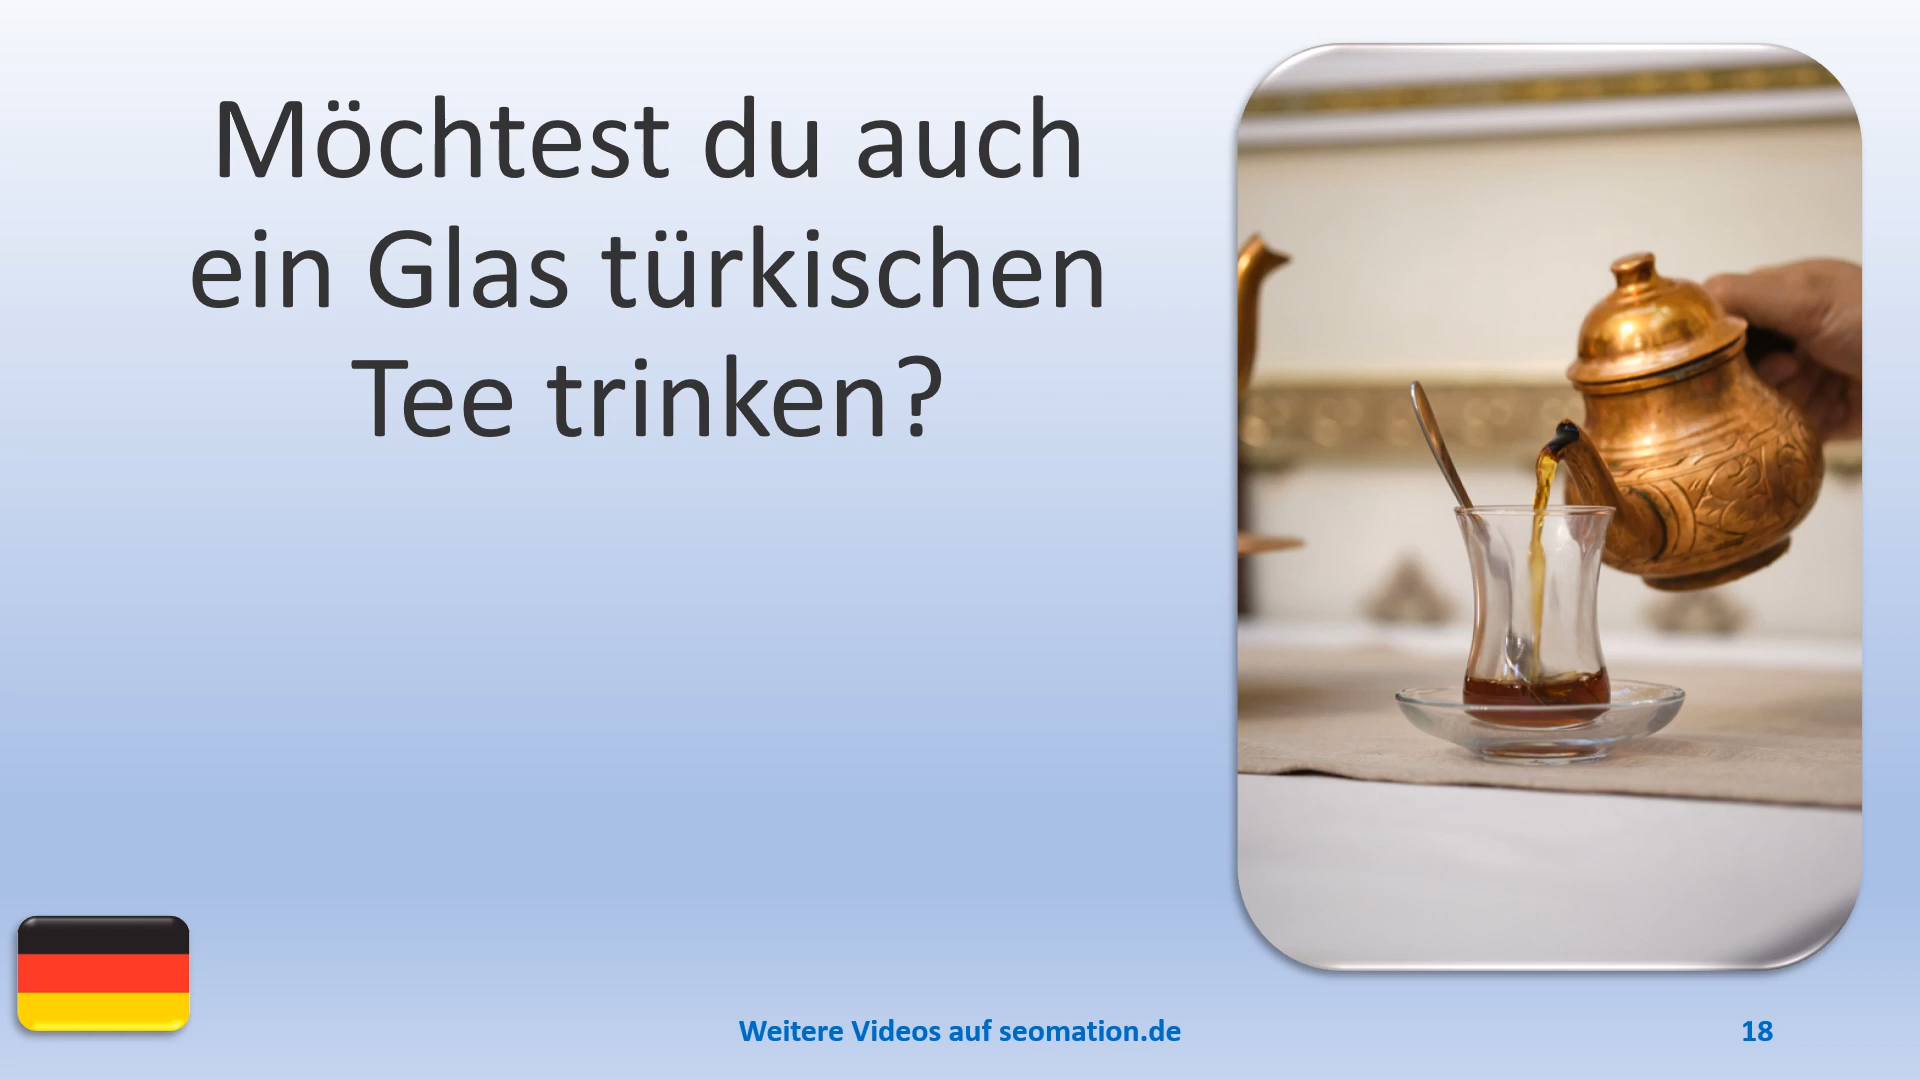 Möchtest du auch
ein Glas türkischen
Tee trinken?
Weitere Videos auf seomation.de
18